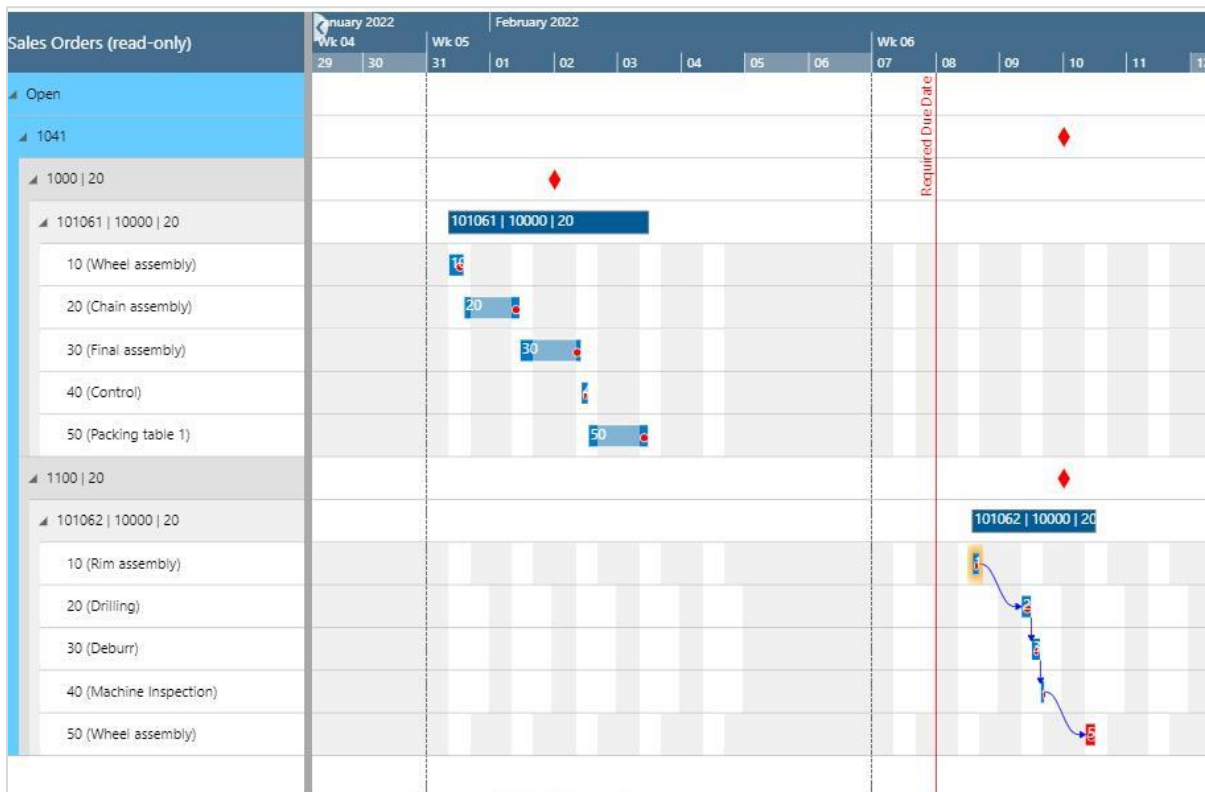 nuary 2022 February 2022
Sales Orders (read-only)
Wk 04 Wk 05 Wk 06
29 30 31 01 02 03 04 05 06 07 08 09 10 11
Open
1041
Required Due Date
1000 | 20
101061 | 10000 | 20 101061 | 10000 | 20
10 (Wheel assembly)
20 (Chain assembly) 20
30 (Final assembly) 30
40 (Control)
50 (Packing table 1) 50
1100 | 20
101062 | 10000 | 20 101062 | 10000 | 20
10 (Rim assembly)
20 (Drilling)
30 (Deburr)
40 (Machine Inspection)
50 (Wheel assembly)